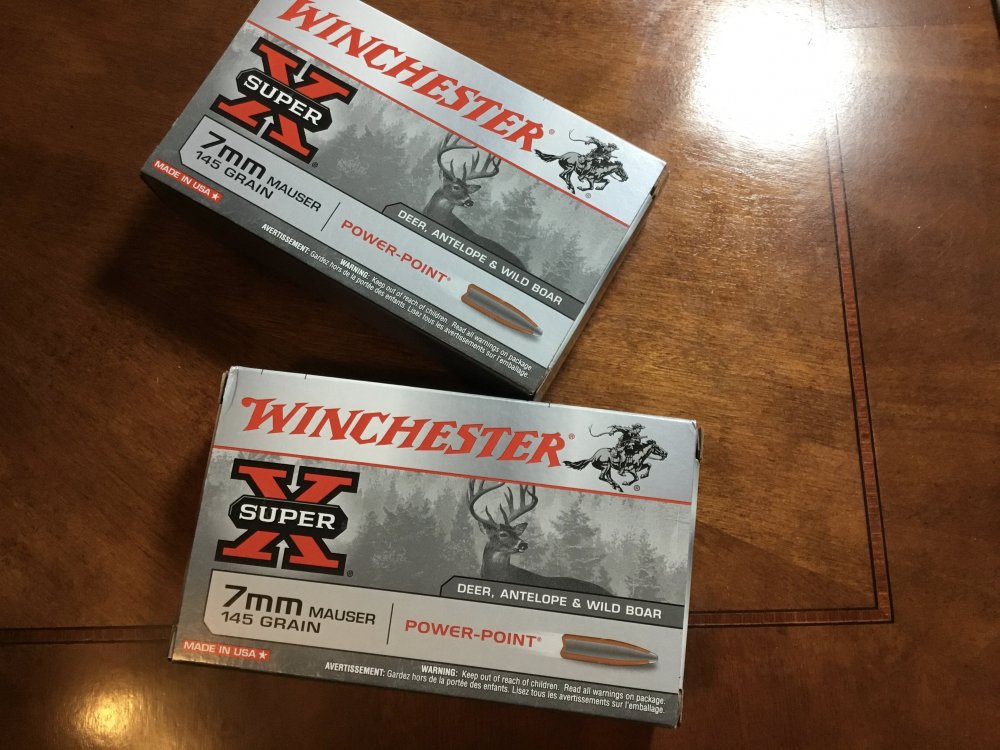 WINCHESTER®
X
SUPER
®
7mm MAUSER
145 GRAIN
POWER-POINT®
DEER, ANTELOPE & WILD BOAR
MADE IN USA ★
WARNING: Keep out of reach of children. Read all warnings on package.
AVERTISSEMENT: Gardez hors de la portée des enfants. Lisez tous les avertissements sur l'emballage.
WINCHESTER®
®
X
SUPER
®
7mm MAUSER
145 GRAIN
POWER-POINT®
DEER, ANTELOPE & WILD BOAR
MADE IN USA ★
WARNING: Keep out of reach of children. Read all warnings on package.
AVERTISSEMENT: Gardez hors de la portée des enfants. Lisez tous les avertissements sur l'emballage.